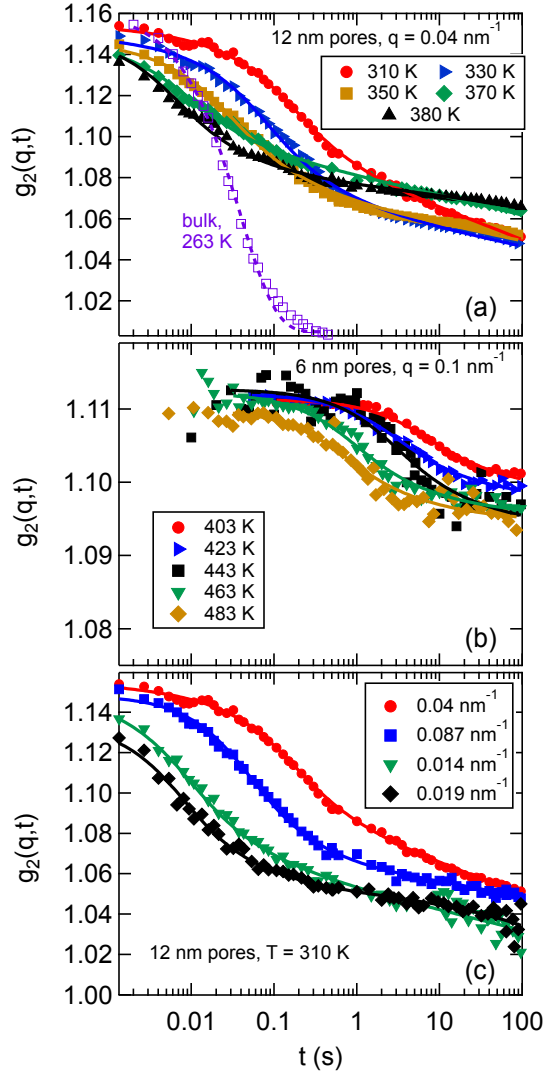 12 nm pores, q = 0.04 nm⁻¹
310 K
330 K
350 K
370 K
380 K
bulk,
263 K
(a)
1.16
1.14
1.12
1.10
1.08
1.06
1.04
1.02
g₂(q,t)
6 nm pores, q = 0.1 nm⁻¹
403 K
423 K
443 K
463 K
483 K
(b)
1.11
1.10
1.09
1.08
g₂(q,t)
0.04 nm⁻¹
0.087 nm⁻¹
0.014 nm⁻¹
0.019 nm⁻¹
12 nm pores, T = 310 K
(c)
1.14
1.12
1.10
1.08
1.06
1.04
1.02
1.00
g₂(q,t)
0.01
0.1
1
10
100
t (s)